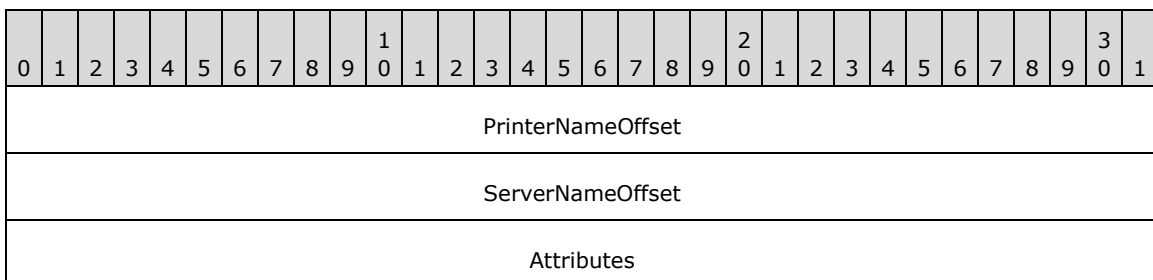 1 2 3
0 1 2 3 4 5 6 7 8 9 0 1 2 3 4 5 6 7 8 9 0 1 2 3 4 5 6 7 8 9 0 1
PrinterNameOffset
ServerNameOffset
Attributes